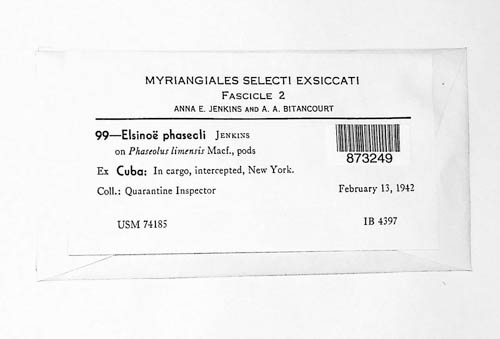 MYRIANGIALES SELECTI EXSICCATI
FASCICLE 2
ANNA E. JENKINS AND A. A. BITANCOURT
99—Elsinoë phaseoli JENKINS
on Phaseolus limensis Macf., pods
873249
Ex Cuba: In cargo, intercepted, New York.
Coll.: Quarantine Inspector February 13, 1942
USM 74185 IB 4397